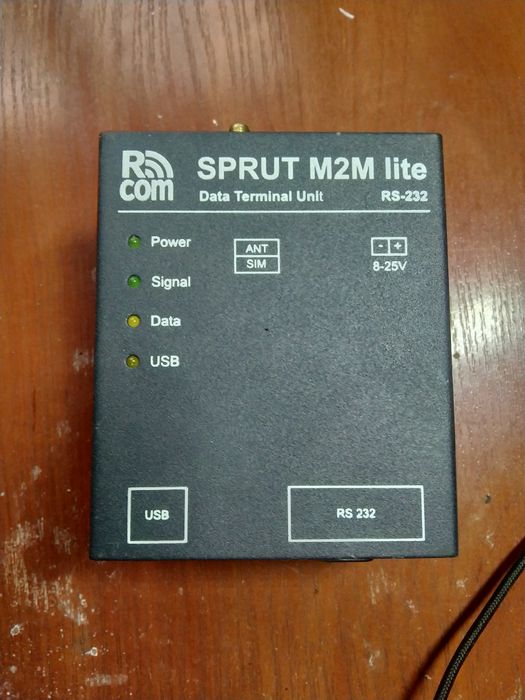 Rcom
SPRUT M2M lite
Data Terminal Unit RS-232
Power
Signal
Data
USB
ANT
SIM
- +
8-25V
USB
RS 232